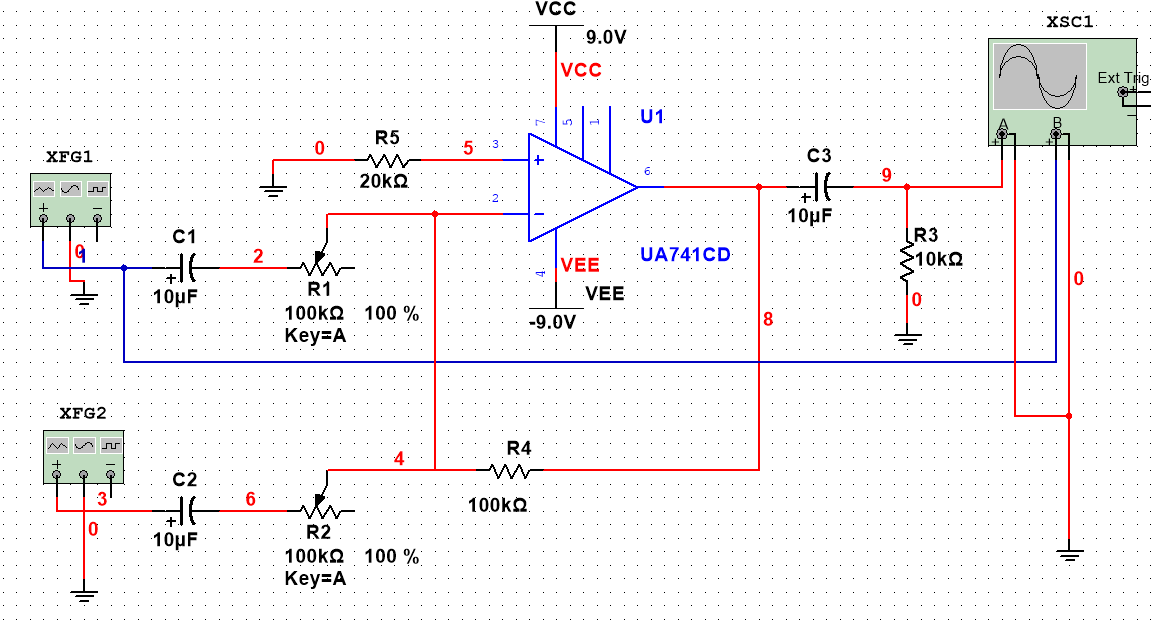 VCC
9.0V
XSC1
VCC
Ext Trig
+
−
A
B
+
−
+
−
7
5
1
U1
R5
0
5
3
20kΩ
+
XFG1
+
−
2
−
6
C3
9
+
10µF
UA741CD
R3
10kΩ
0
4
VEE
VEE
-9.0V
0
1
C1
2
+
10µF
R1
100kΩ 100 %
Key=A
0
8
XFG2
+
−
3
0
C2
6
+
10µF
4
R4
100kΩ
R2
100kΩ 100 %
Key=A